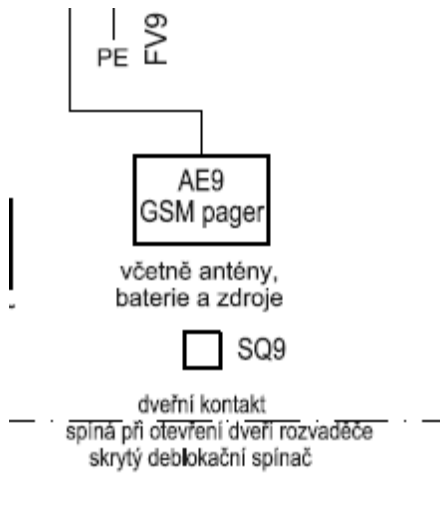 PE
FV9
AE9
GSM pager
včetně antény,
baterie a zdroje
SQ9
dveřní kontakt
spíná při otevření dveří rozvaděče
skrytý deblokační spínač